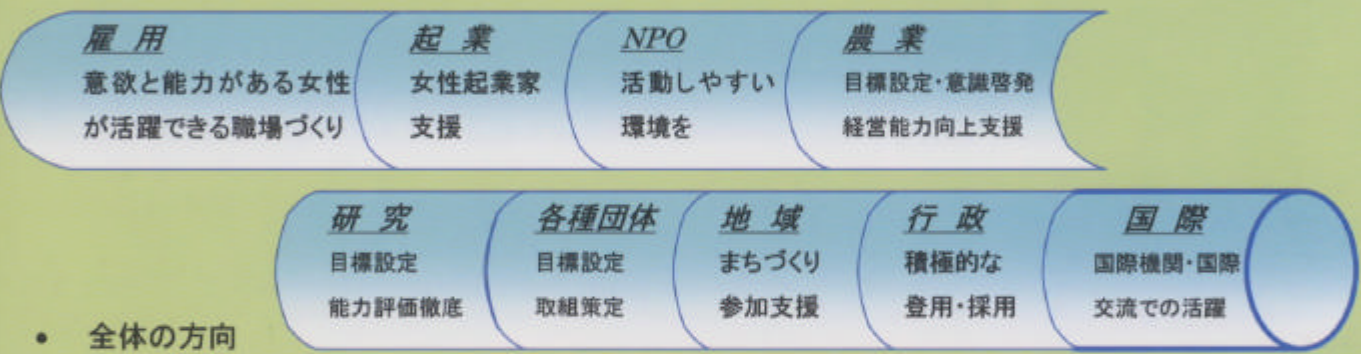 雇 用
意欲と能力がある女性
が活躍できる職場づくり
起 業
女性起業家
支援
NPO
活動しやすい
環境を
農 業
目標設定・意識啓発
経営能力向上支援
研 究
目標設定
能力評価徹底
各種団体
目標設定
取組策定
地 域
まちづくり
参加支援
行 政
積極的な
登用・採用
国 際
国際機関・国際
交流での活躍
• 全体の方向